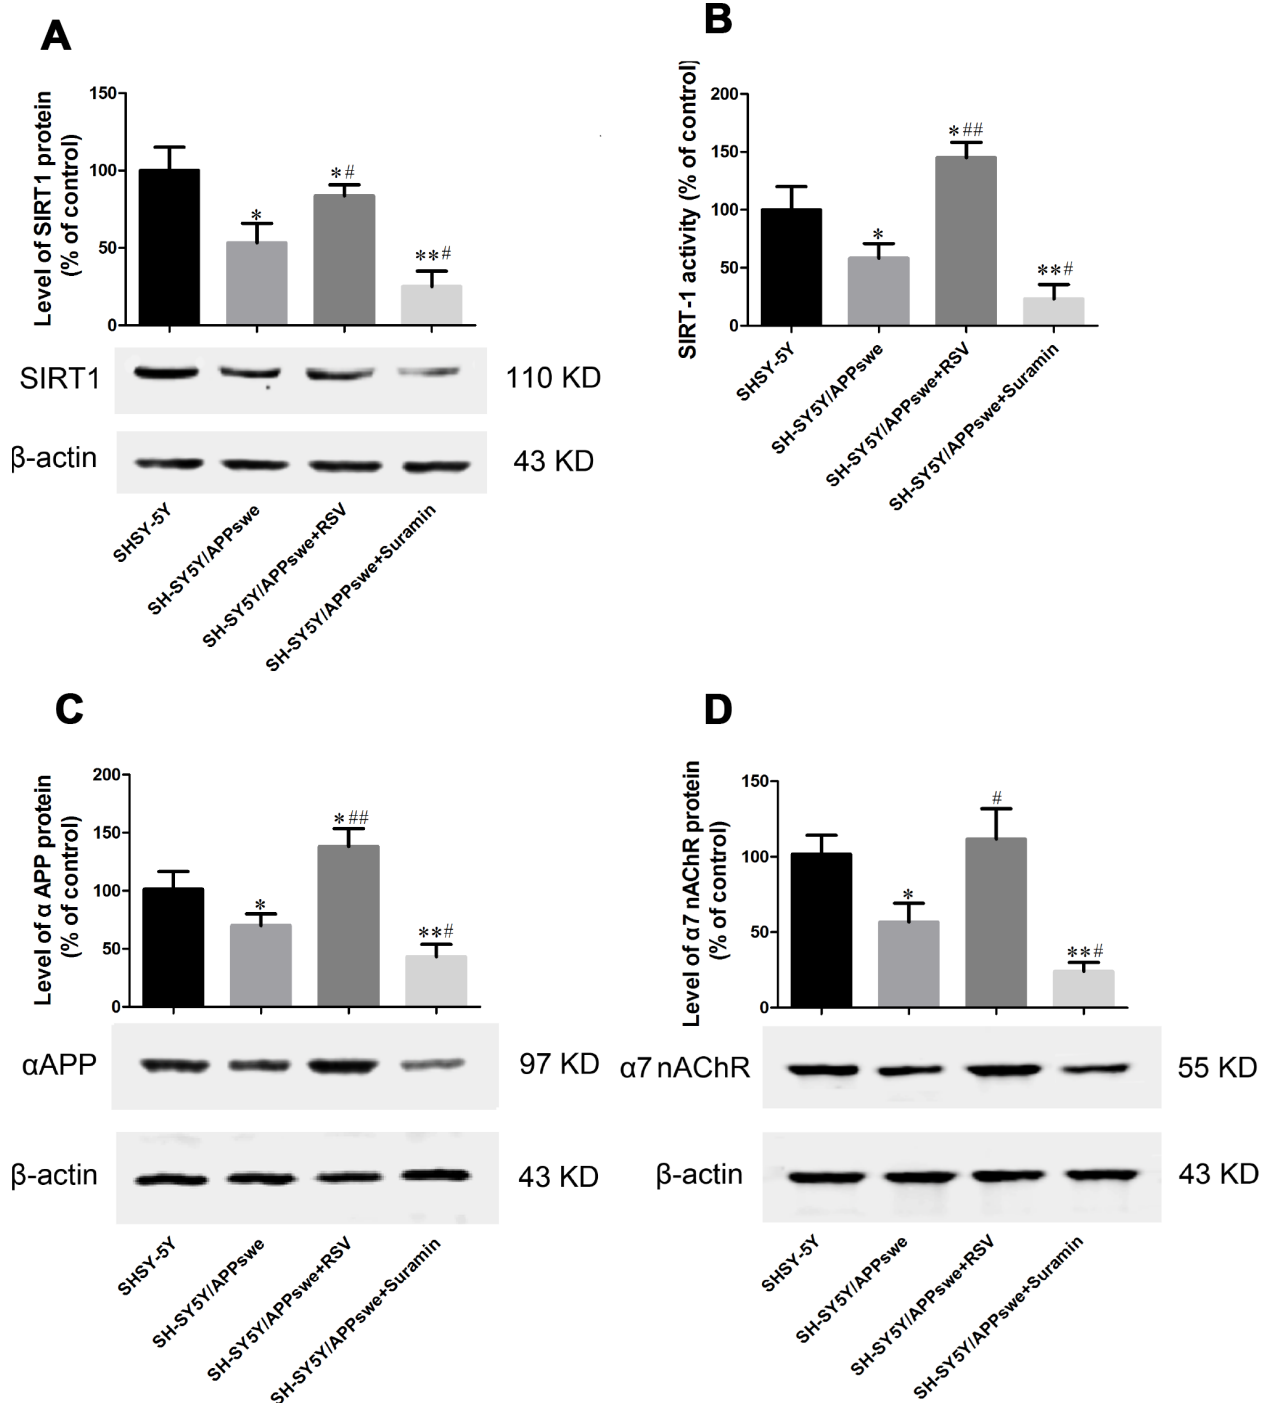 A
Level of SIRT1 protein
(% of control)
150
100
50
0
*
*#
**#
SIRT1
110 KD
β-actin
43 KD
SHSY-5Y
SH-SY5Y/APPswe
SH-SY5Y/APPswe+RSV
SH-SY5Y/APPswe+Suramin
B
SIRT-1 activity (% of control)
200
150
100
50
0
*
*##
**#
SHSY-5Y
SH-SY5Y/APPswe
SH-SY5Y/APPswe+RSV
SH-SY5Y/APPswe+Suramin
C
Level of α APP protein
(% of control)
200
150
100
50
0
*
*##
**#
αAPP
97 KD
β-actin
43 KD
SHSY-5Y
SH-SY5Y/APPswe
SH-SY5Y/APPswe+RSV
SH-SY5Y/APPswe+Suramin
D
Level of α7 nAChR protein
(% of control)
150
100
50
0
*
#
**#
α7 nAChR
55 KD
β-actin
43 KD
SHSY-5Y
SH-SY5Y/APPswe
SH-SY5Y/APPswe+RSV
SH-SY5Y/APPswe+Suramin